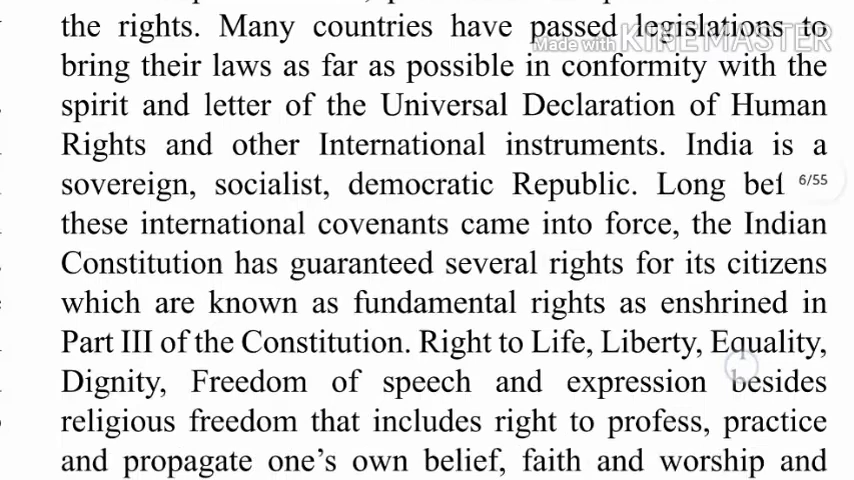 the rights. Many countries have passed legislations to
Made with KINEMASTER
bring their laws as far as possible in conformity with the
spirit and letter of the Universal Declaration of Human
Rights and other International instruments. India is a
sovereign, socialist, democratic Republic. Long bef
6/55
these international covenants came into force, the Indian
Constitution has guaranteed several rights for its citizens
which are known as fundamental rights as enshrined in
Part III of the Constitution. Right to Life, Liberty, Equality,
Dignity, Freedom of speech and expression besides
religious freedom that includes right to profess, practice
and propagate one's own belief, faith and worship and